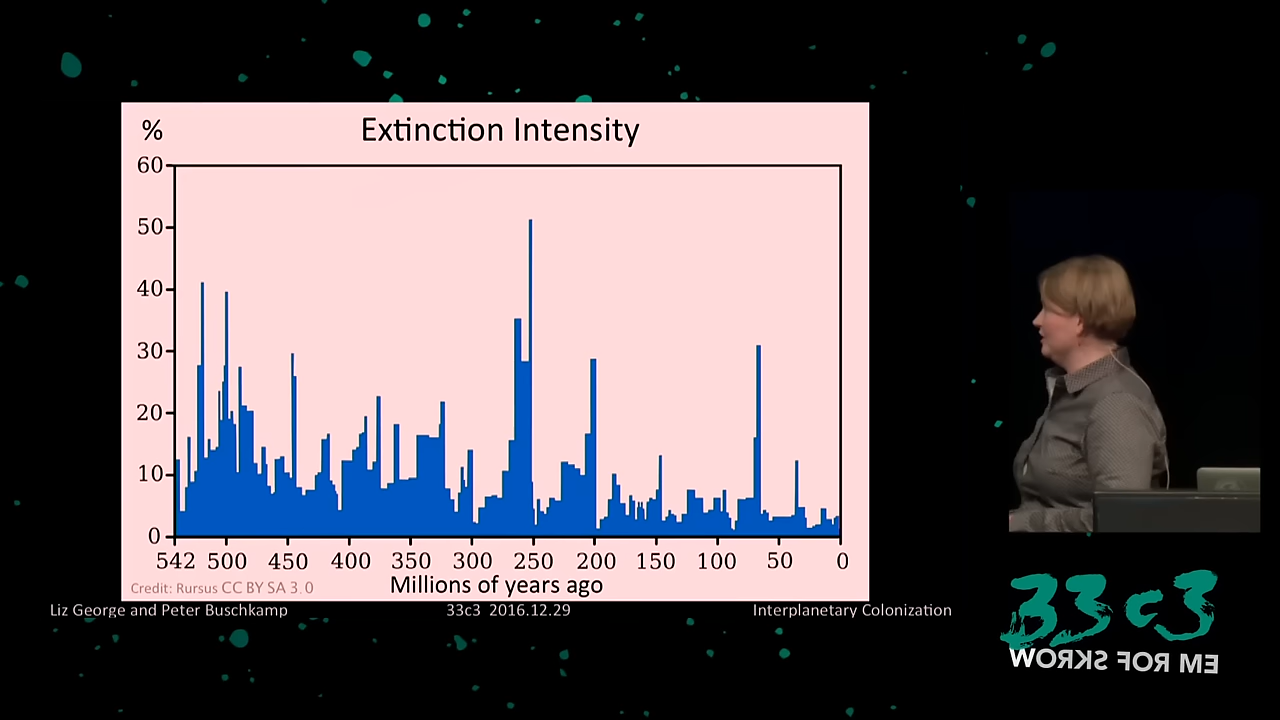 %
Extinction Intensity
60
50
40
30
20
10
0
542 500 450 400 350 300 250 200 150 100 50 0
Millions of years ago
Credit: Rursus CC BY SA 3.0
Liz George and Peter Buschkamp 33c3 2016.12.29 Interplanetary Colonization
33c3
WORKS FOR ME